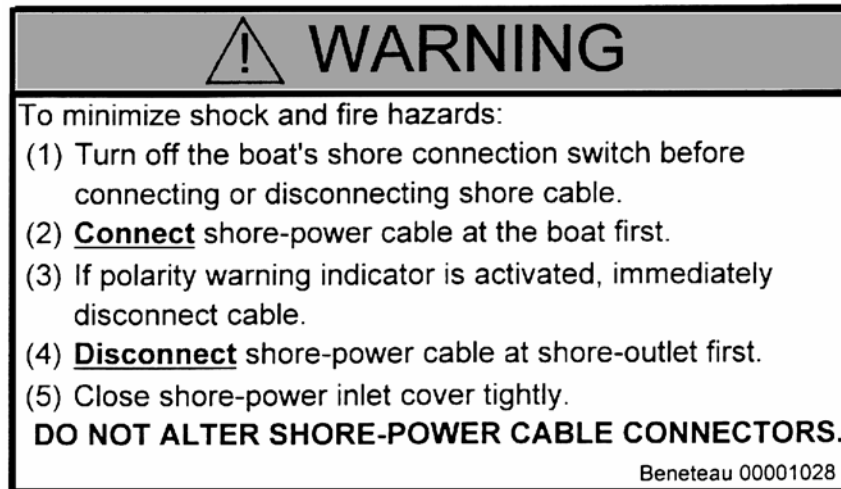 WARNING
To minimize shock and fire hazards:
(1) Turn off the boat's shore connection switch before
connecting or disconnecting shore cable.
(2) Connect shore-power cable at the boat first.
(3) If polarity warning indicator is activated, immediately
disconnect cable.
(4) Disconnect shore-power cable at shore-outlet first.
(5) Close shore-power inlet cover tightly.
DO NOT ALTER SHORE-POWER CABLE CONNECTORS.
Beneteau 00001028